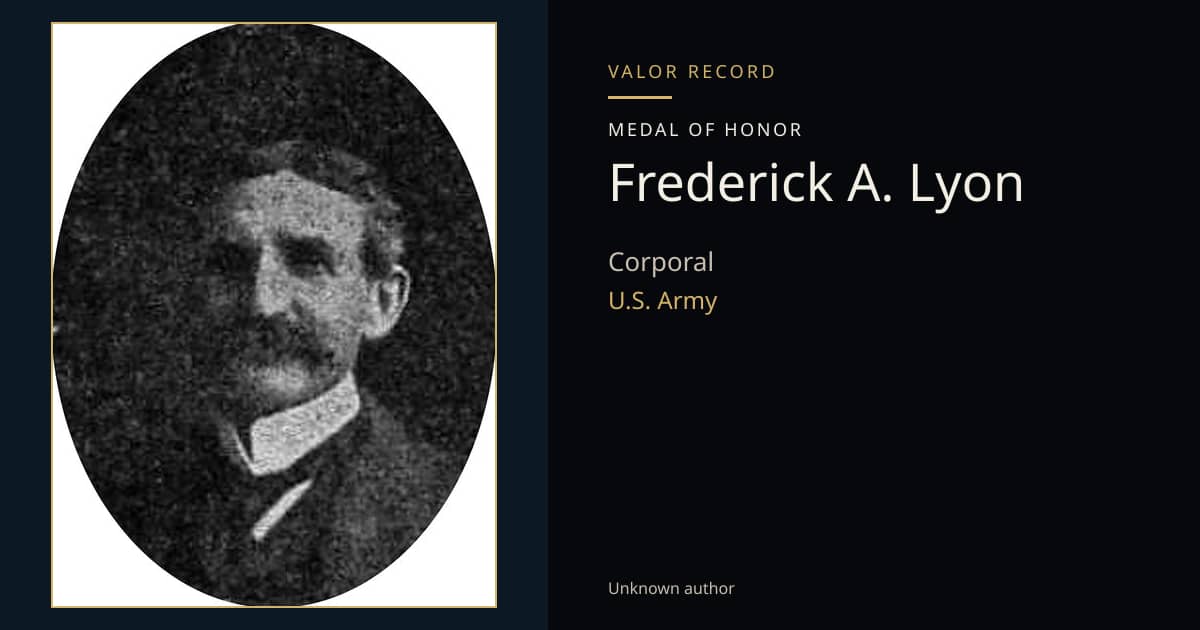 VALOR RECORD
MEDAL OF HONOR
Frederick A. Lyon
Corporal
U.S. Army
Unknown author